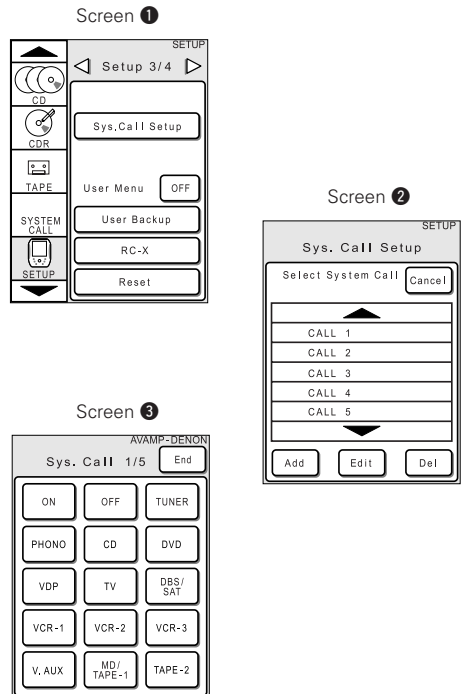 Screen ❶
SETUP
Setup 3/4
CD
Sys.Call Setup
CDR
TAPE
User Menu OFF
SYSTEM
CALL
User Backup
RC-X
SETUP
Reset
Screen ❷
SETUP
Sys. Call Setup
Select System Call Cancel
CALL 1
CALL 2
CALL 3
CALL 4
CALL 5
Add Edit Del
Screen ❸
AVAMP-DENON
Sys. Call 1/5 End
ON OFF TUNER
PHONO CD DVD
VDP TV DBS/
SAT
VCR-1 VCR-2 VCR-3
V. AUX MD/
TAPE-1 TAPE-2